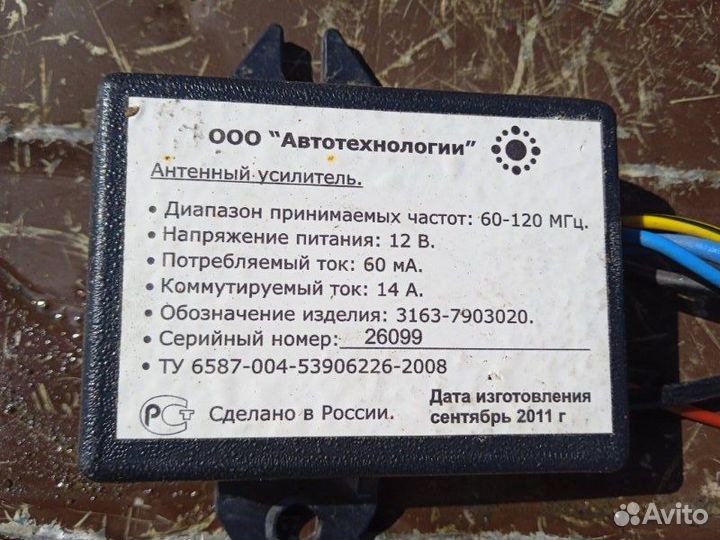 ООО "Автотехнологии"
Антенный усилитель.
• Диапазон принимаемых частот: 60-120 МГц.
• Напряжение питания: 12 В.
• Потребляемый ток: 60 мА.
• Коммутируемый ток: 14 А.
• Обозначение изделия: 3163-7903020.
• Серийный номер: 26099
• ТУ 6587-004-53906226-2008
РСТ Сделано в России.
Дата изготовления
сентябрь 2011 г
Avito